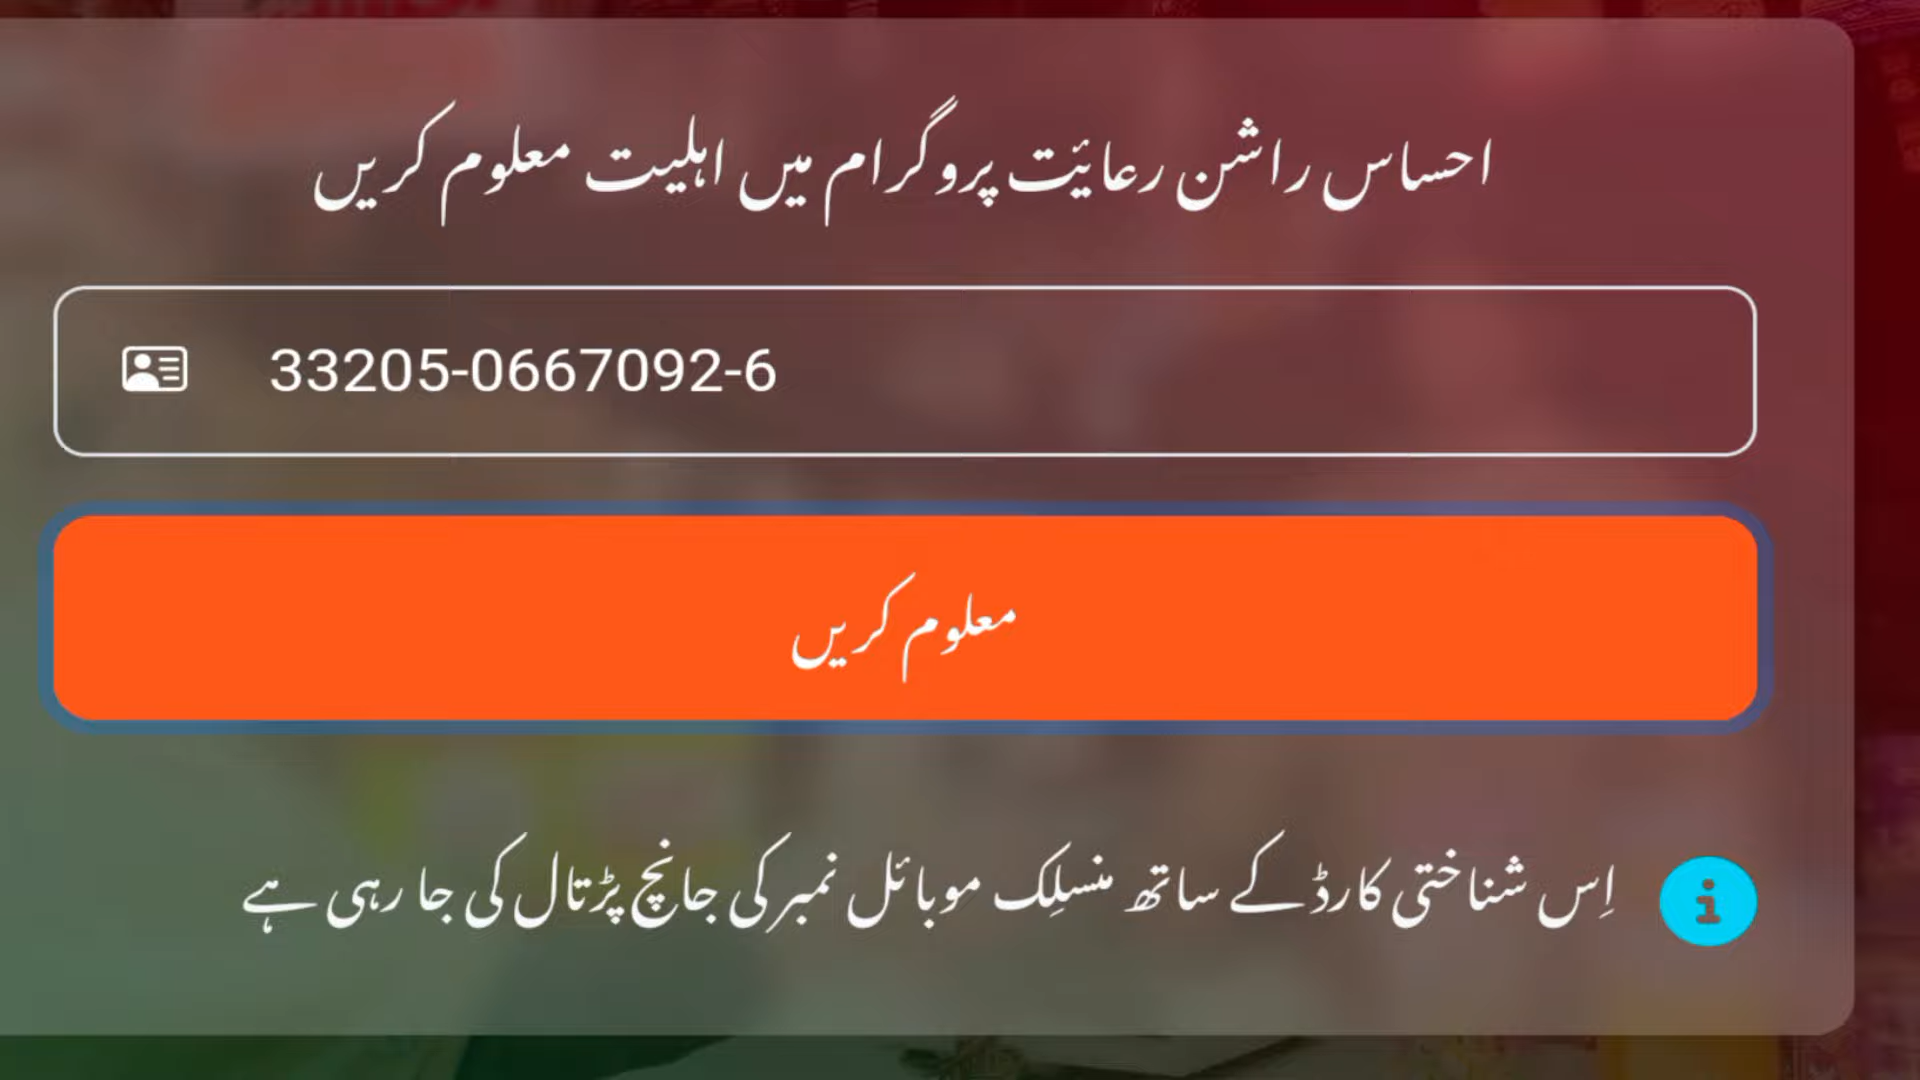 احساس راشن رعائیت پروگرام میں اہلیت معلوم کریں
33205-0667092-6
معلوم کریں
اِس شناختی کارڈ کے ساتھ منسلِک موبائل نمبر کی جانچ پڑتال کی جا رہی ہے